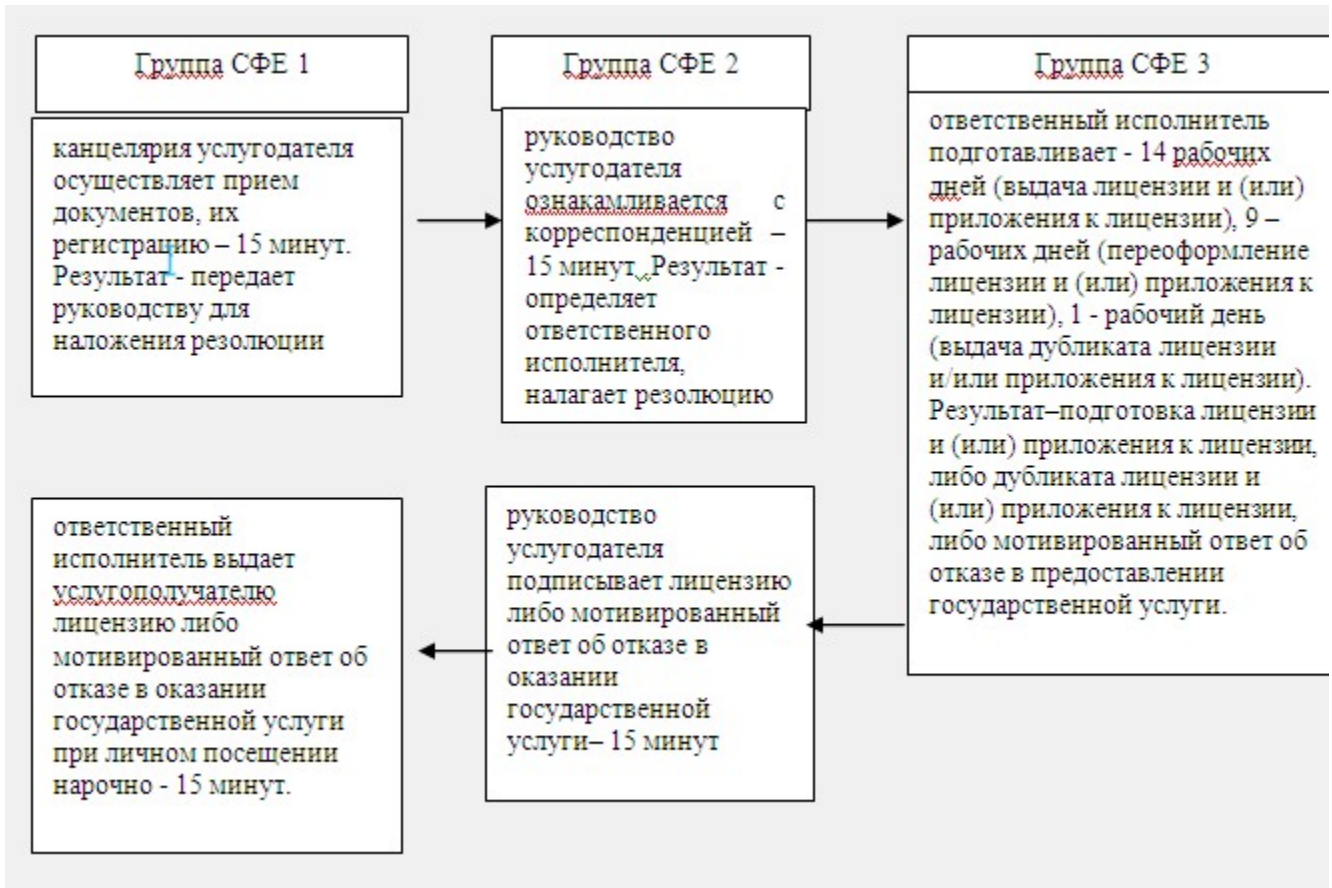 Группа СФЕ 1
канцелярия услугодателя
осуществляет прием
документов, их
регистрацию – 15 минут.
Результат - передает
руководству для
наложения резолюции
Группа СФЕ 2
руководство
услугодателя
ознакамливается с
корреспонденцией –
15 минут. Результат -
определяет
ответственного
исполнителя,
налагает резолюцию
Группа СФЕ 3
ответственный исполнитель
подготавливает - 14 рабочих
дней (выдача лицензии и (или)
приложения к лицензии), 9 –
рабочих дней (переоформление
лицензии и (или) приложения к
лицензии), 1 - рабочий день
(выдача дубликата лицензии
и/или приложения к лицензии).
Результат–подготовка лицензии
и (или) приложения к лицензии,
либо дубликата лицензии и
(или) приложения к лицензии,
либо мотивированный ответ об
отказе в предоставлении
государственной услуги.
руководство
услугодателя
подписывает лицензию
либо мотивированный
ответ об отказе в
оказании
государственной
услуги– 15 минут
ответственный
исполнитель выдает
услугополучателю
лицензию либо
мотивированный ответ об
отказе в оказании
государственной услуги
при личном посещении
нарочно - 15 минут.